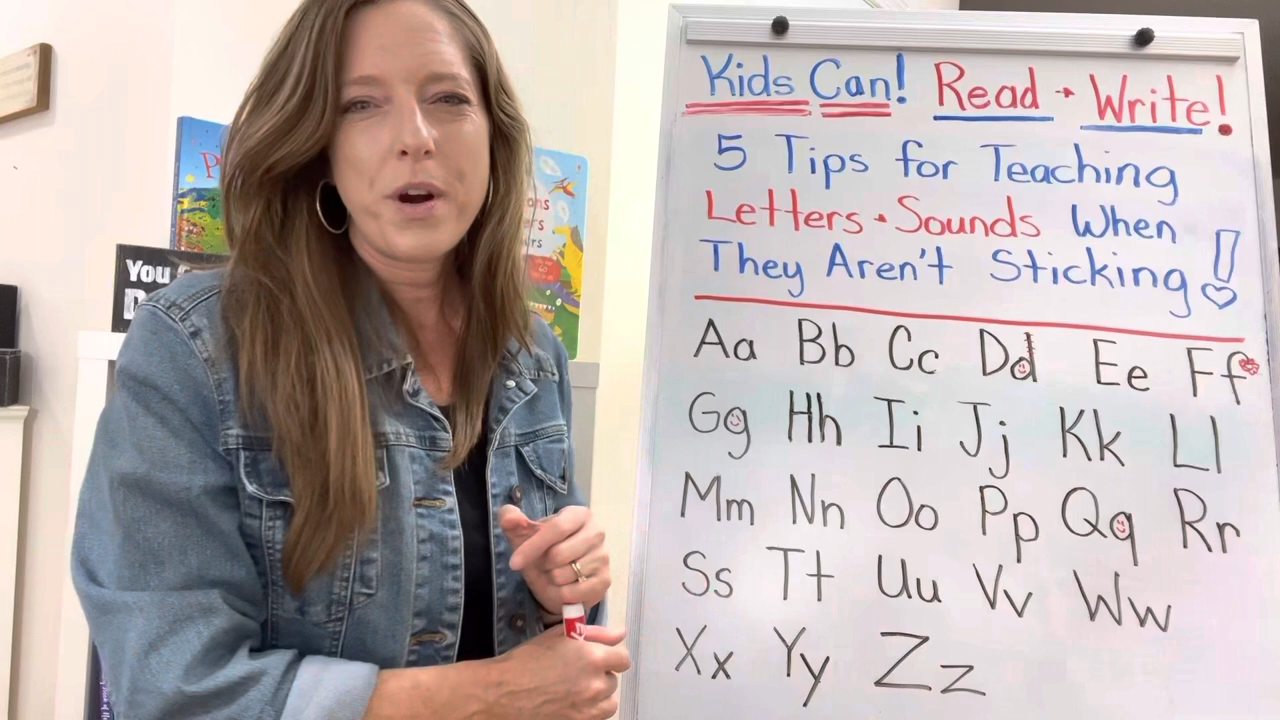 Kids Can! Read + Write!
5 Tips for Teaching
Letters + Sounds When
They Aren't Sticking!
Aa Bb Cc Dd Ee Ff
Gg Hh Ii Jj Kk Ll
Mm Nn Oo Pp Qq Rr
Ss Tt Uu Vv Ww
Xx Yy Zz
You